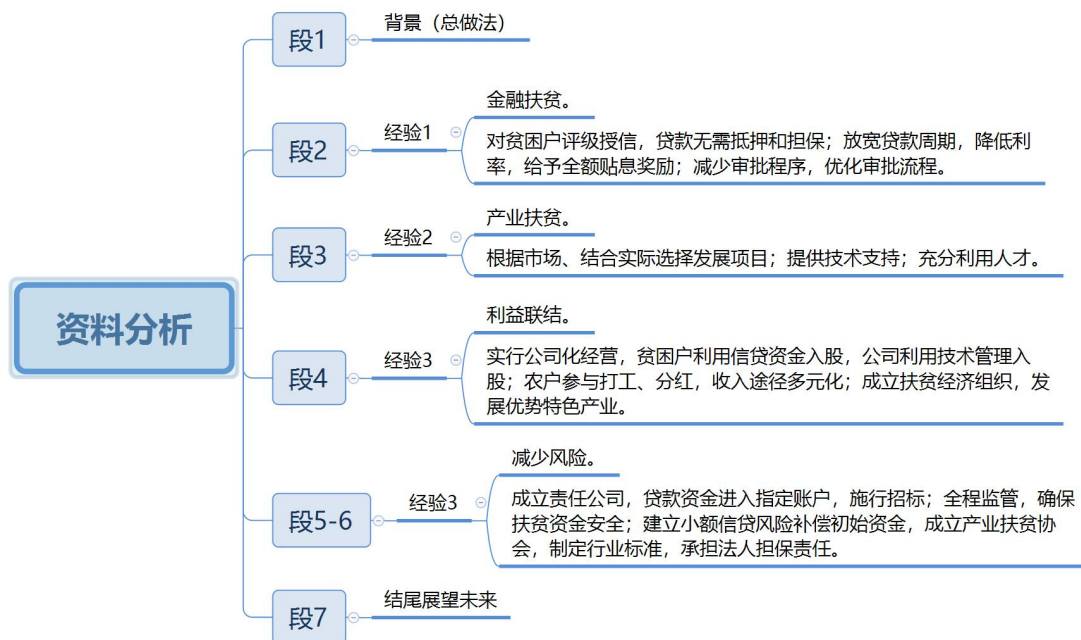 资料分析
段1
背景（总做法）
段2
经验1
金融扶贫。
对贫困户评级授信，贷款无需抵押和担保；放宽贷款周期，降低利
率，给予全额贴息奖励；减少审批程序，优化审批流程。
段3
经验2
产业扶贫。
根据市场、结合实际选择发展项目；提供技术支持；充分利用人才。
段4
经验3
利益联结。
实行公司化经营，贫困户利用信贷资金入股，公司利用技术管理入
股；农户参与打工、分红，收入途径多元化；成立扶贫经济组织，发
展优势特色产业。
段5-6
经验3
减少风险。
成立责任公司，贷款资金进入指定账户，施行招标；全程监管，确保
扶贫资金安全；建立小额信贷风险补偿初始资金，成立产业扶贫协
会，制定行业标准，承担法人担保责任。
段7
结尾展望未来